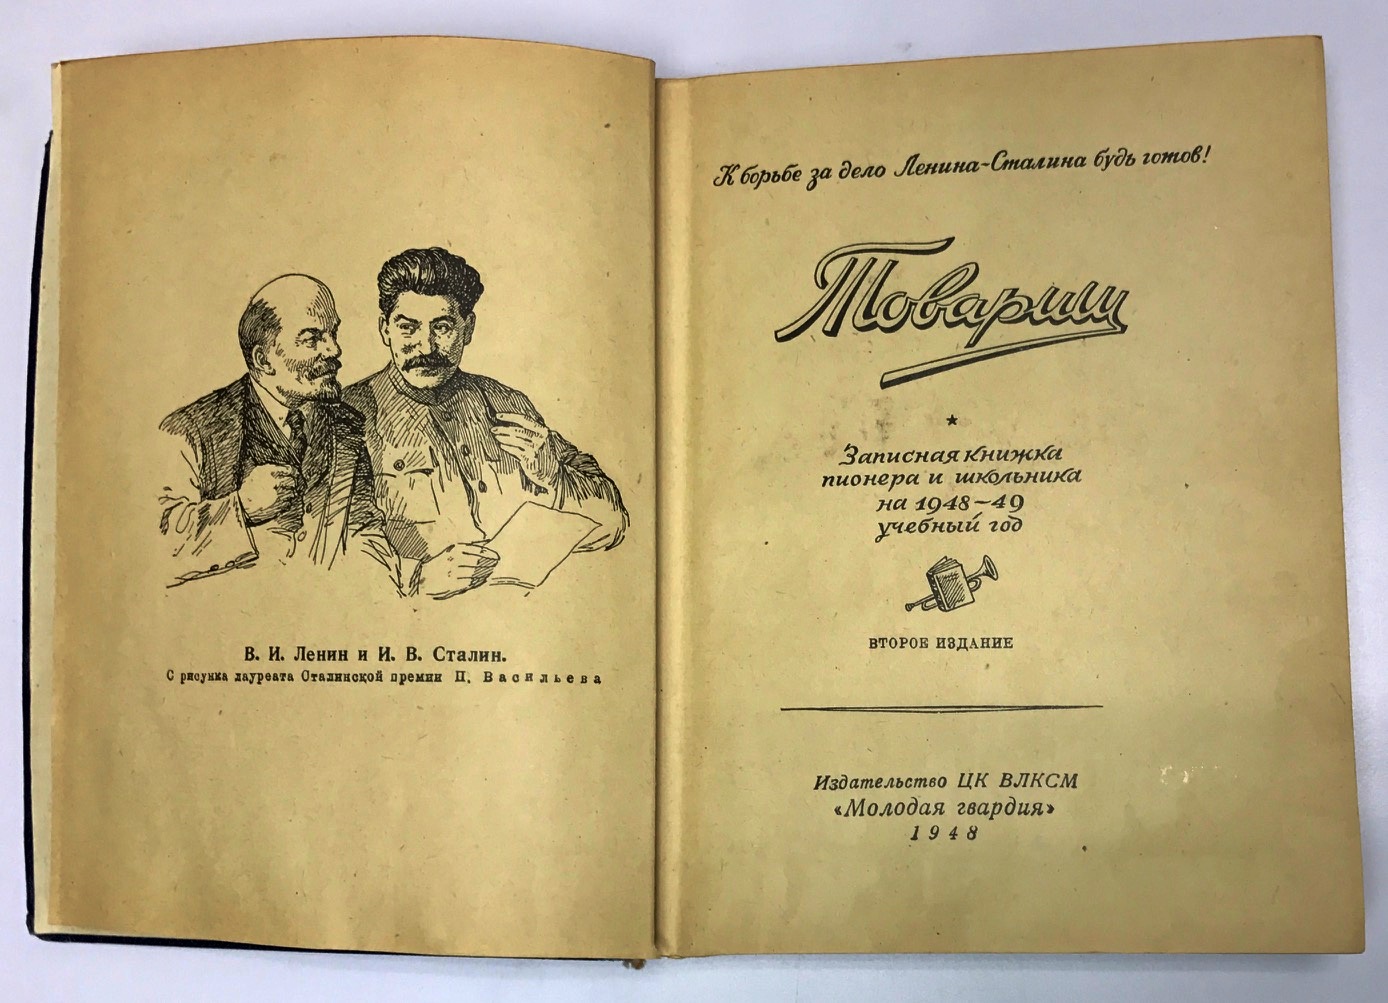 В. И. Ленин и И. В. Сталин.
С рисунка лауреата Сталинской премии П. Васильева
К борьбе за дело Ленина-Сталина будь готов!
Товарищ
Записная книжка
пионера и школьника
на 1948-49
учебный год
ВТОРОЕ ИЗДАНИЕ
Издательство ЦК ВЛКСМ
«Молодая гвардия»
1948